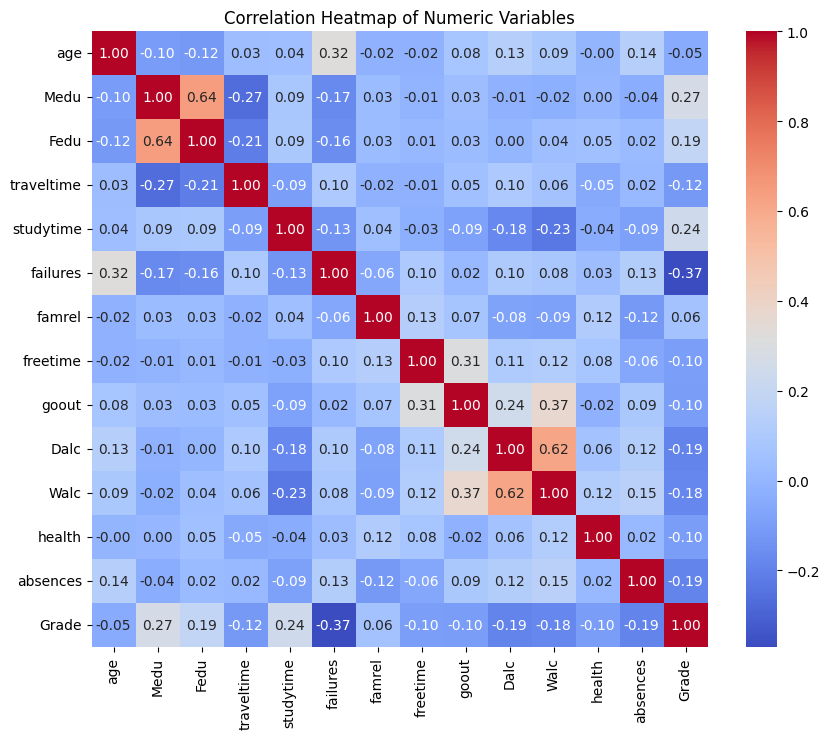 Correlation Heatmap of Numeric Variables
age 1.00 -0.10 -0.12 0.03 0.04 0.32 -0.02 -0.02 0.08 0.13 0.09 -0.00 0.14 -0.05
Medu -0.10 1.00 0.64 -0.27 0.09 -0.17 0.03 -0.01 0.03 -0.01 -0.02 0.00 -0.04 0.27
Fedu -0.12 0.64 1.00 -0.21 0.09 -0.16 0.03 0.01 0.03 0.00 0.04 0.05 0.02 0.19
traveltime 0.03 -0.27 -0.21 1.00 -0.09 0.10 -0.02 -0.01 0.05 0.10 0.06 -0.05 0.02 -0.12
studytime 0.04 0.09 0.09 -0.09 1.00 -0.13 0.04 -0.03 -0.09 -0.18 -0.23 -0.04 -0.09 0.24
failures 0.32 -0.17 -0.16 0.10 -0.13 1.00 -0.06 0.10 0.02 0.10 0.08 0.03 0.13 -0.37
famrel -0.02 0.03 0.03 -0.02 0.04 -0.06 1.00 0.13 0.07 -0.08 -0.09 0.12 -0.12 0.06
freetime -0.02 -0.01 0.01 -0.01 -0.03 0.10 0.13 1.00 0.31 0.11 0.12 0.08 -0.06 -0.10
goout 0.08 0.03 0.03 0.05 -0.09 0.02 0.07 0.31 1.00 0.24 0.37 -0.02 0.09 -0.10
Dalc 0.13 -0.01 0.00 0.10 -0.18 0.10 -0.08 0.11 0.24 1.00 0.62 0.06 0.12 -0.19
Walc 0.09 -0.02 0.04 0.06 -0.23 0.08 -0.09 0.12 0.37 0.62 1.00 0.12 0.15 -0.18
health -0.00 0.00 0.05 -0.05 -0.04 0.03 0.12 0.08 -0.02 0.06 0.12 1.00 0.02 -0.10
absences 0.14 -0.04 0.02 0.02 -0.09 0.13 -0.12 -0.06 0.09 0.12 0.15 0.02 1.00 -0.19
Grade -0.05 0.27 0.19 -0.12 0.24 -0.37 0.06 -0.10 -0.10 -0.19 -0.18 -0.10 -0.19 1.00
age Medu Fedu traveltime studytime failures famrel freetime goout Dalc Walc health absences Grade
1.0
0.8
0.6
0.4
0.2
0.0
−0.2